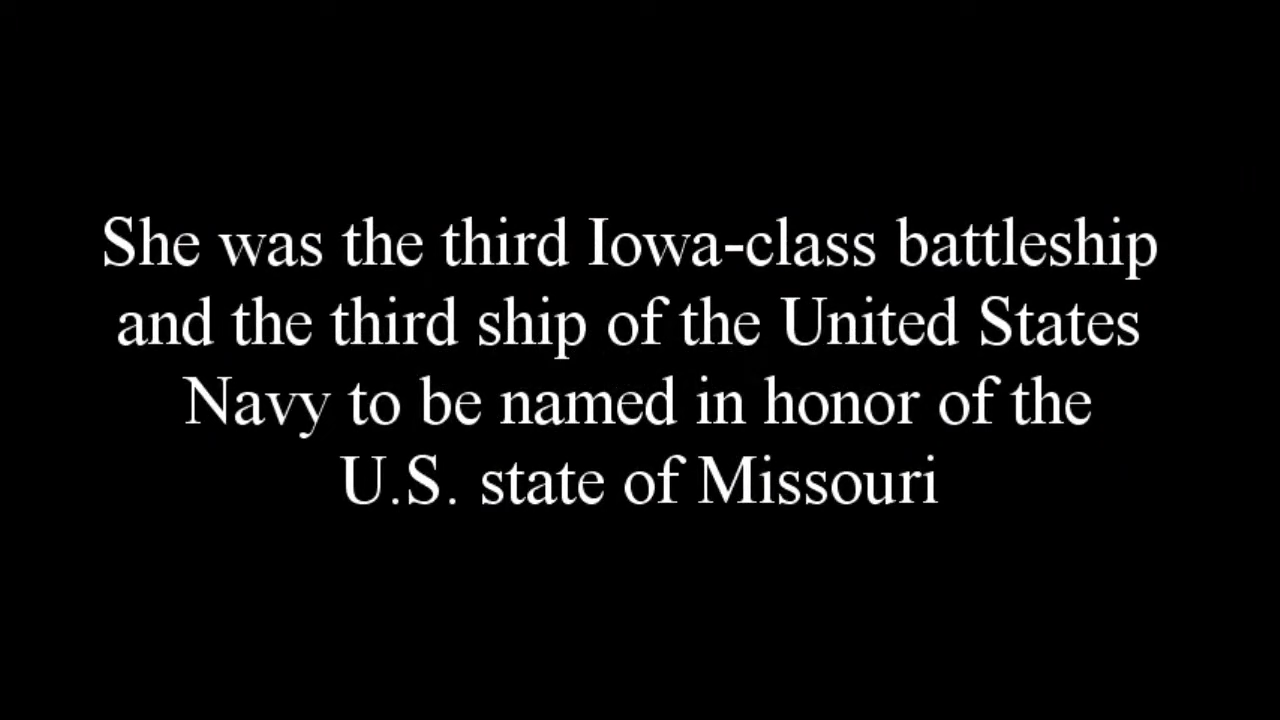 She was the third Iowa-class battleship
and the third ship of the United States
Navy to be named in honor of the
U.S. state of Missouri